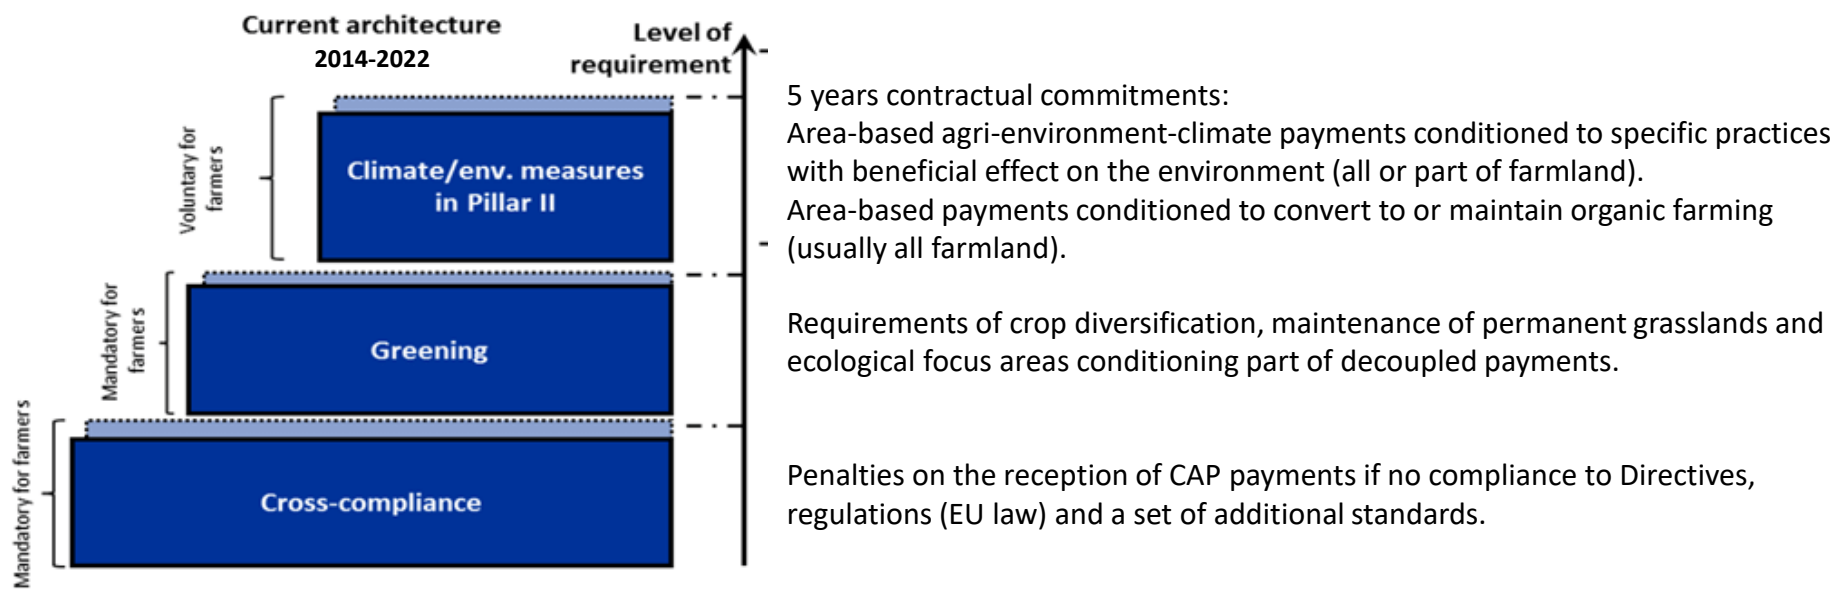 Current architecture
2014-2022
Level of
requirement
Voluntary for
farmers
Climate/env. measures
in Pillar II
5 years contractual commitments:
Area-based agri-environment-climate payments conditioned to specific practices
with beneficial effect on the environment (all or part of farmland).
Area-based payments conditioned to convert to or maintain organic farming
(usually all farmland).
Mandatory for
farmers
Greening
Requirements of crop diversification, maintenance of permanent grasslands and
ecological focus areas conditioning part of decoupled payments.
Mandatory for farmers
Cross-compliance
Penalties on the reception of CAP payments if no compliance to Directives,
regulations (EU law) and a set of additional standards.